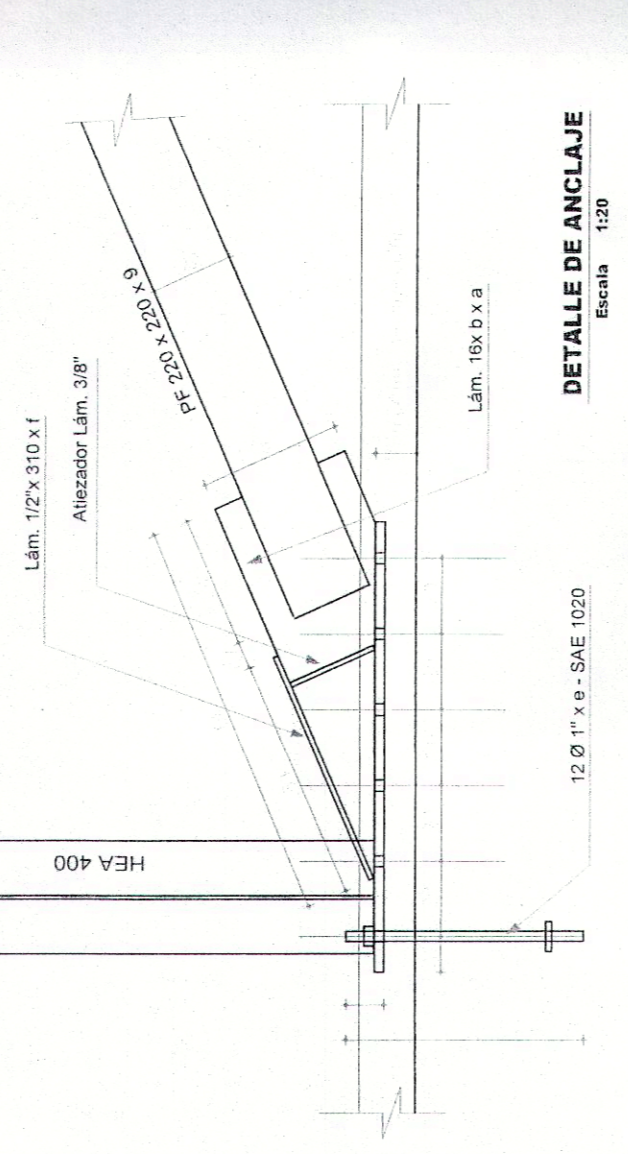 Lám. 1/2"x 310 x f
Atiezador Lám. 3/8"
PF 220 x 220 x 9
Lám. 16x b x a
HEA 400
12 Ø 1" x e - SAE 1020
DETALLE DE ANCLAJE
Escala 1:20